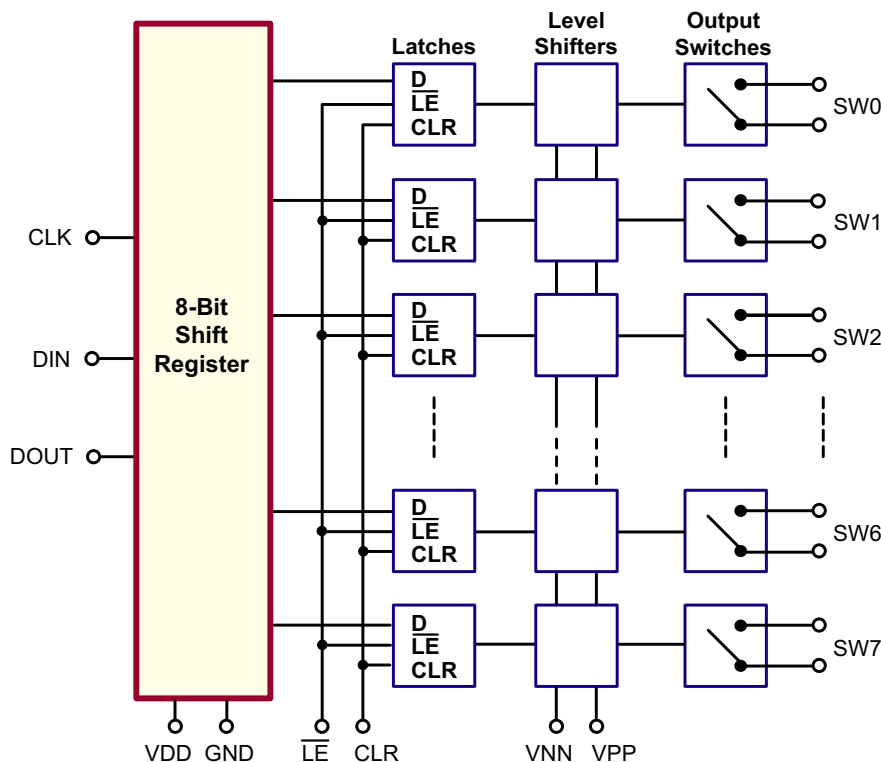 Latches
Level
Shifters
Output
Switches
D
LE
CLR
SW0
D
LE
CLR
SW1
CLK
8-Bit
Shift
Register
D
LE
CLR
SW2
DIN
DOUT
D
LE
CLR
SW6
D
LE
CLR
SW7
VDD
GND
LE
CLR
VNN
VPP